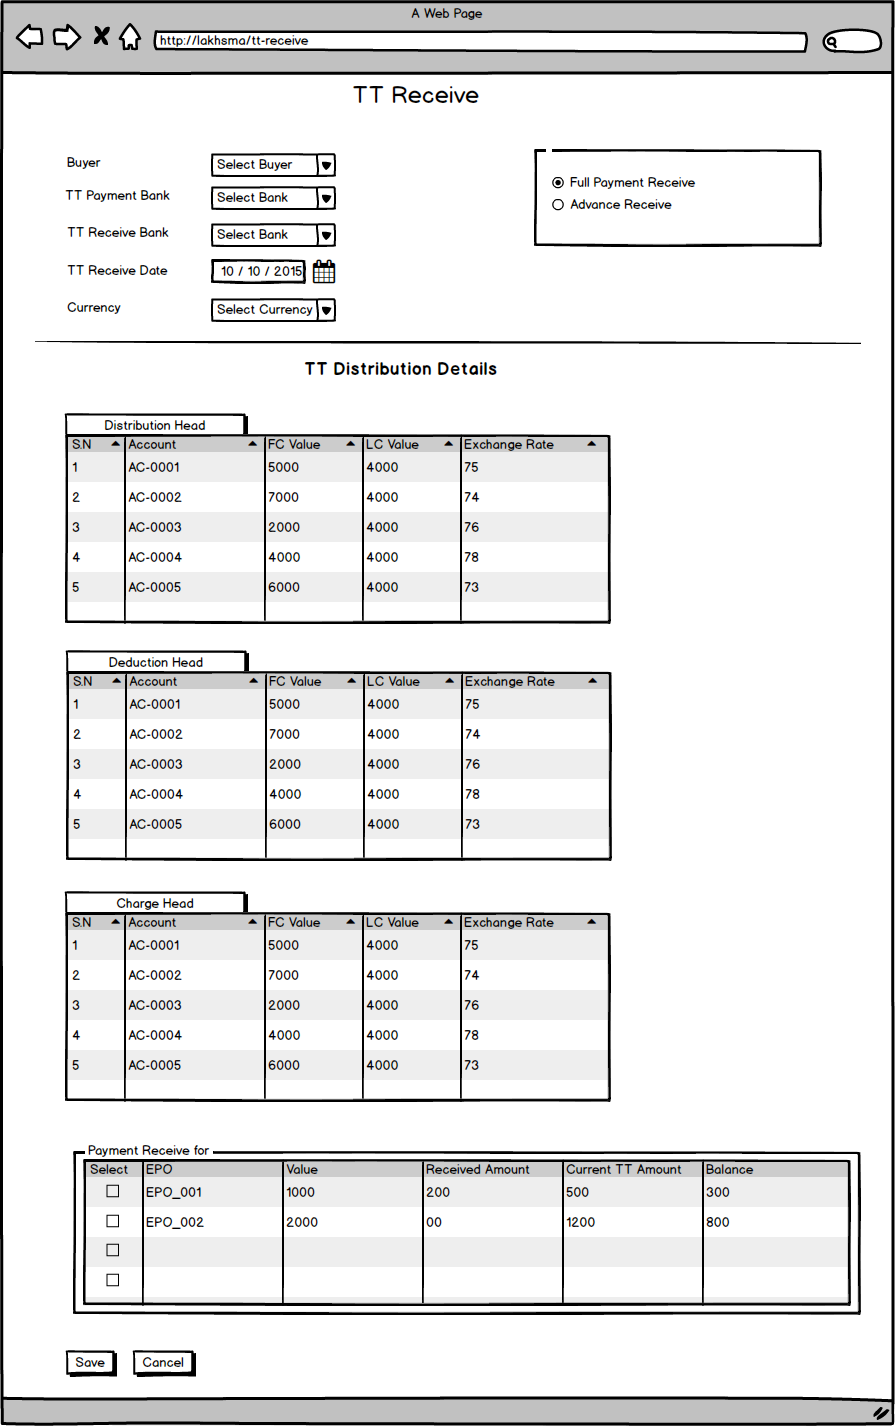 A Web Page
http://lakhsma/tt-receive
TT Receive
Buyer Select Buyer
TT Payment Bank Select Bank
TT Receive Bank Select Bank
TT Receive Date 10 / 10 / 2015
Currency Select Currency
Full Payment Receive
Advance Receive
TT Distribution Details
Distribution Head
S.N Account FC Value LC Value Exchange Rate
1 AC-0001 5000 4000 75
2 AC-0002 7000 4000 74
3 AC-0003 2000 4000 76
4 AC-0004 4000 4000 78
5 AC-0005 6000 4000 73
Deduction Head
S.N Account FC Value LC Value Exchange Rate
1 AC-0001 5000 4000 75
2 AC-0002 7000 4000 74
3 AC-0003 2000 4000 76
4 AC-0004 4000 4000 78
5 AC-0005 6000 4000 73
Charge Head
S.N Account FC Value LC Value Exchange Rate
1 AC-0001 5000 4000 75
2 AC-0002 7000 4000 74
3 AC-0003 2000 4000 76
4 AC-0004 4000 4000 78
5 AC-0005 6000 4000 73
Payment Receive for
Select EPO Value Received Amount Current TT Amount Balance
EPO_001 1000 200 500 300
EPO_002 2000 00 1200 800
Save Cancel